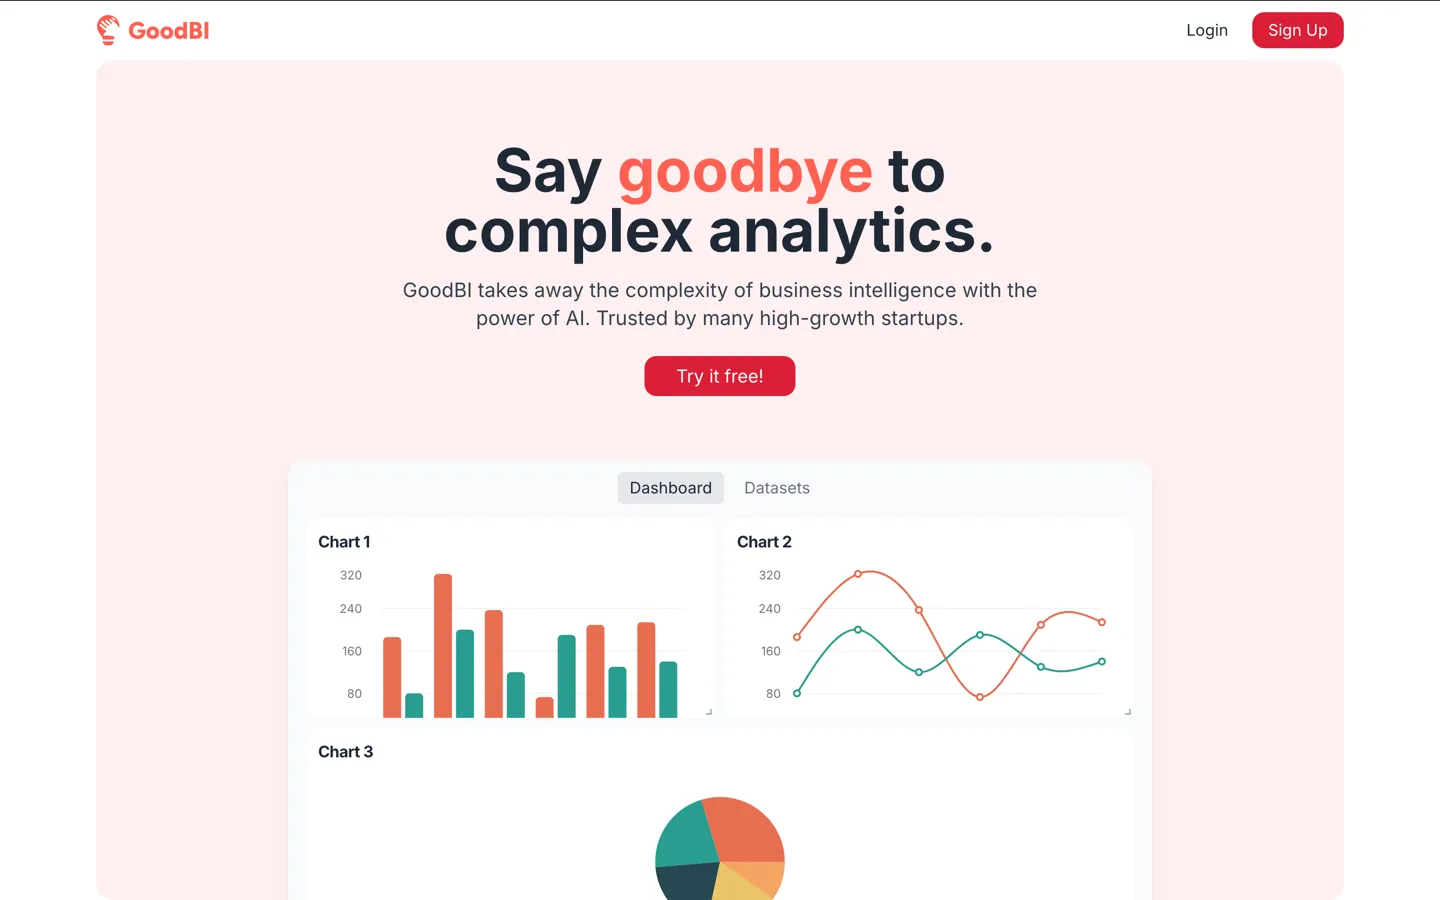 GoodBI
Login
Sign Up
Say goodbye to
complex analytics.
GoodBI takes away the complexity of business intelligence with the
power of AI. Trusted by many high-growth startups.
Try it free!
Dashboard
Datasets
Chart 1
320
240
160
80
Chart 2
320
240
160
80
Chart 3